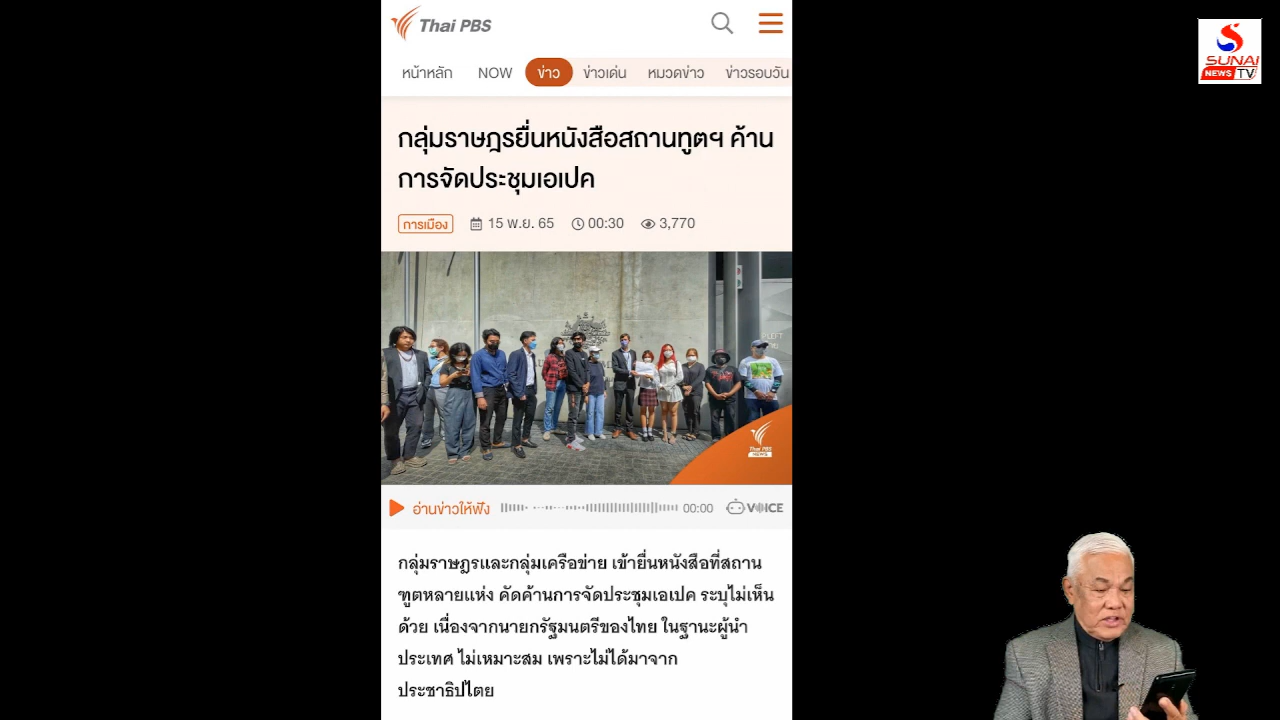 Thai PBS
หน้าหลัก NOW ข่าว ข่าวเด่น หมวดข่าว ข่าวรอบวัน
กลุ่มราษฎรยื่นหนังสือสถานทูตฯ ค้าน
การจัดประชุมเอเปค
การเมือง 15 พ.ย. 65 00:30 3,770
Thai PBS
NEWS
อ่านข่าวให้ฟัง 00:00 VOICE
กลุ่มราษฎรและกลุ่มเครือข่าย เข้ายื่นหนังสือที่สถาน
ฑูตหลายแห่ง คัดค้านการจัดประชุมเอเปค ระบุไม่เห็น
ด้วย เนื่องจากนายกรัฐมนตรีของไทย ในฐานะผู้นำ
ประเทศ ไม่เหมาะสม เพราะไม่ได้มาจาก
ประชาธิปไตย
SUNAI
NEWS TV